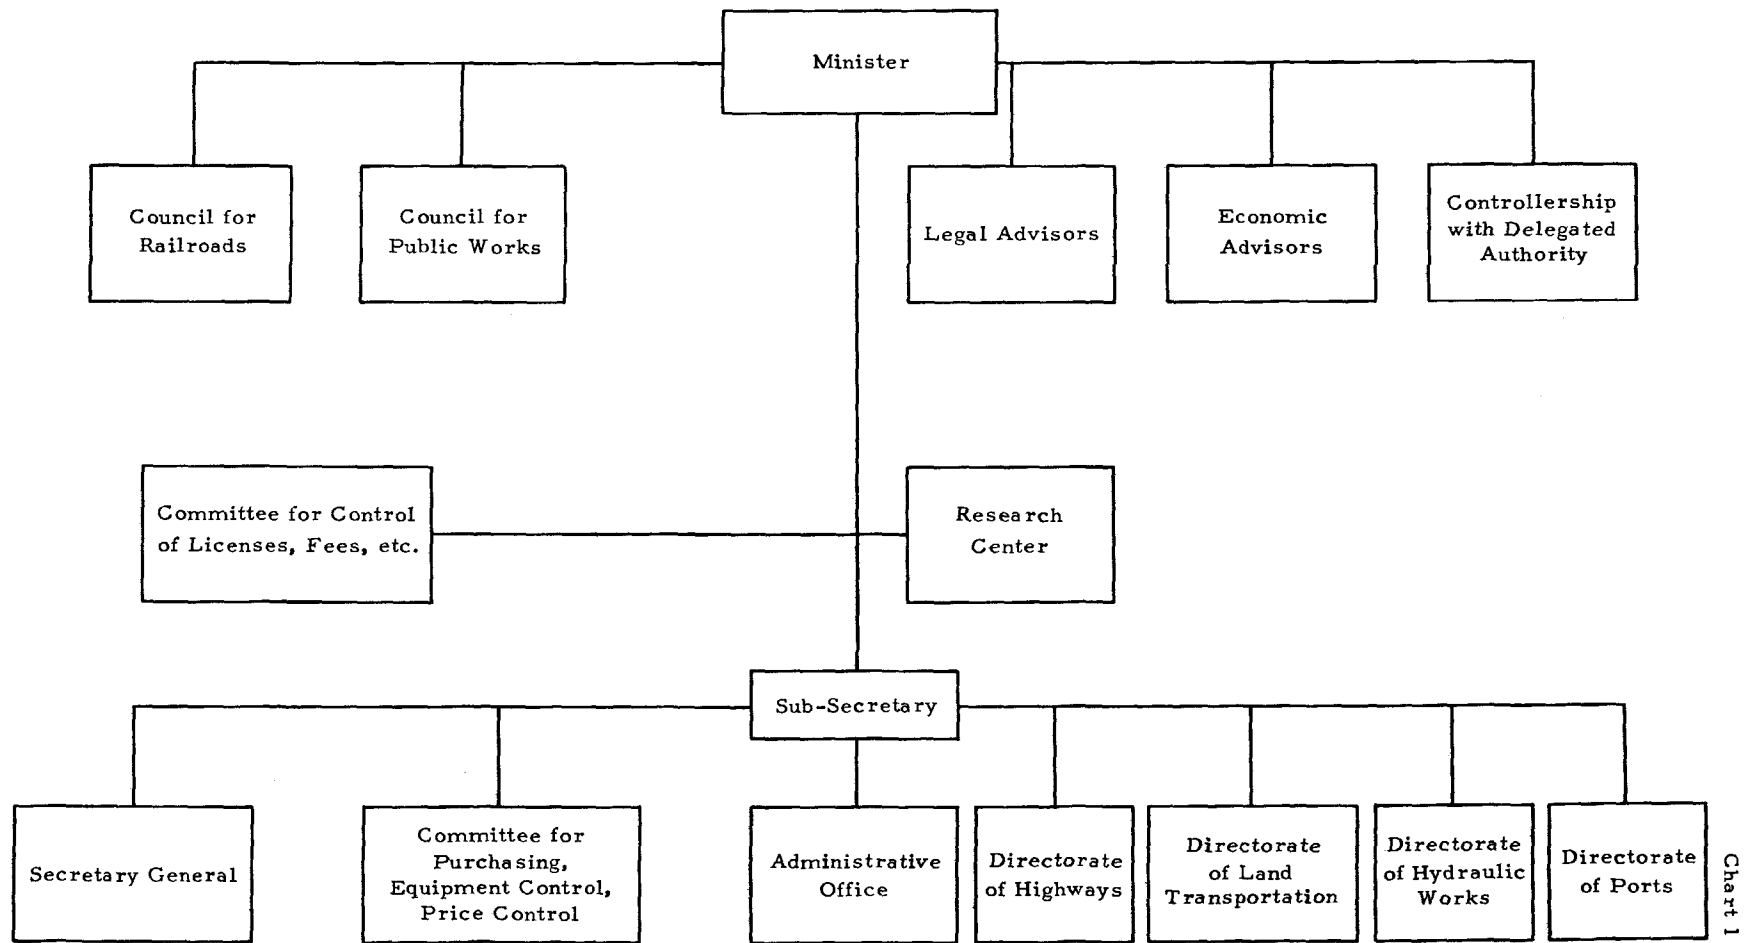 Minister
Council for
Railroads
Council for
Public Works
Legal Advisors
Economic
Advisors
Controllership
with Delegated
Authority
Committee for Control
of Licenses, Fees, etc.
Research
Center
Sub-Secretary
Secretary General
Committee for
Purchasing,
Equipment Control,
Price Control
Administrative
Office
Directorate
of Highways
Directorate
of Land
Transportation
Directorate
of Hydraulic
Works
Directorate
of Ports
Chart 1